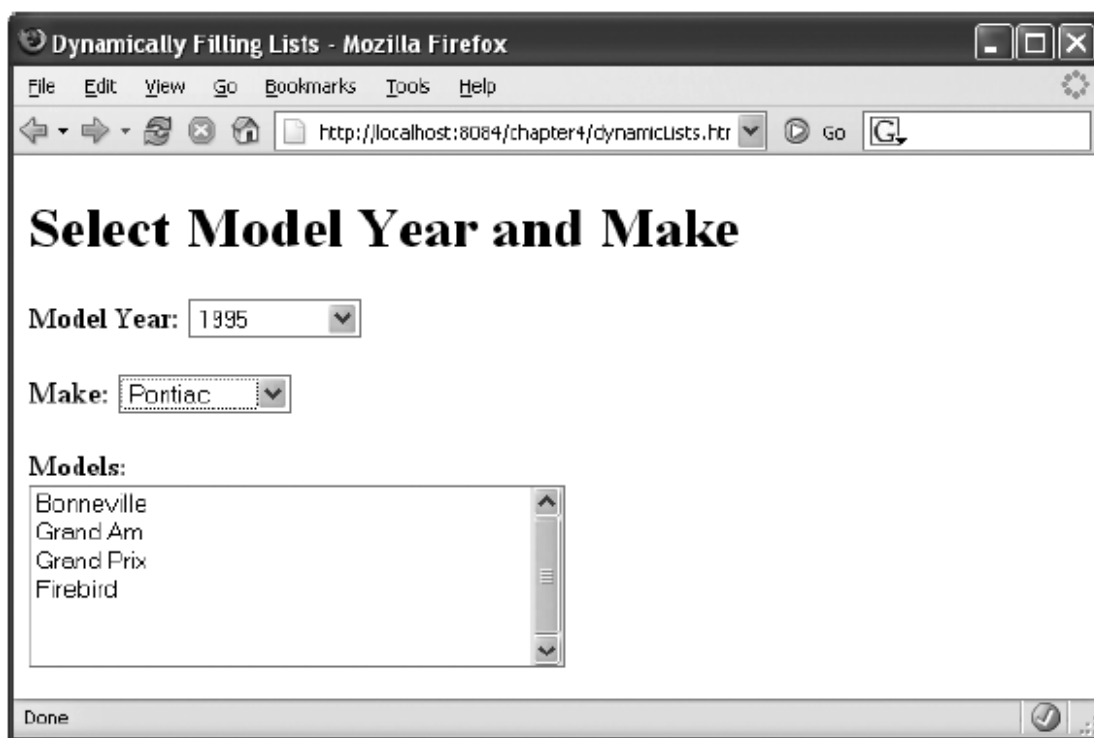 Dynamically Filling Lists - Mozilla Firefox
File Edit View Go Bookmarks Tools Help
http://localhost:8084/chapter4/dynamicLists.htr Go G
Select Model Year and Make
Model Year: 1995
Make: Pontiac
Models:
Bonneville
Grand Am
Grand Prix
Firebird
Done